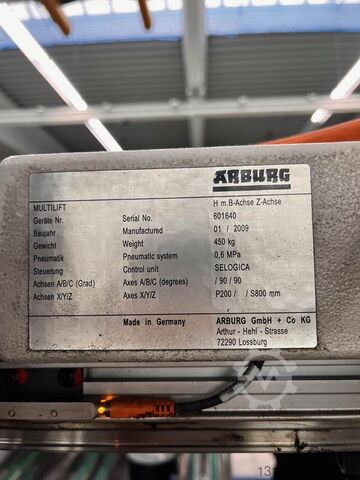 ARBURG
MULTILIFT H m.B-Achse Z-Achse
Geräte Nr. Serial No. 601640
Baujahr Manufactured 01 / 2009
Gewicht Weight 450 kg
Pneumatik Pneumatic system 0,6 MPa
Steuerung Control unit SELOGICA
Achsen A/B/C (Grad) Axes A/B/C (degrees) / 90 / 90
Achsen X/Y/Z Axes X/Y/Z P200 / / S800 mm
Made in Germany ARBURG GmbH + Co KG
Arthur - Hehl - Strasse
72290 Lossburg